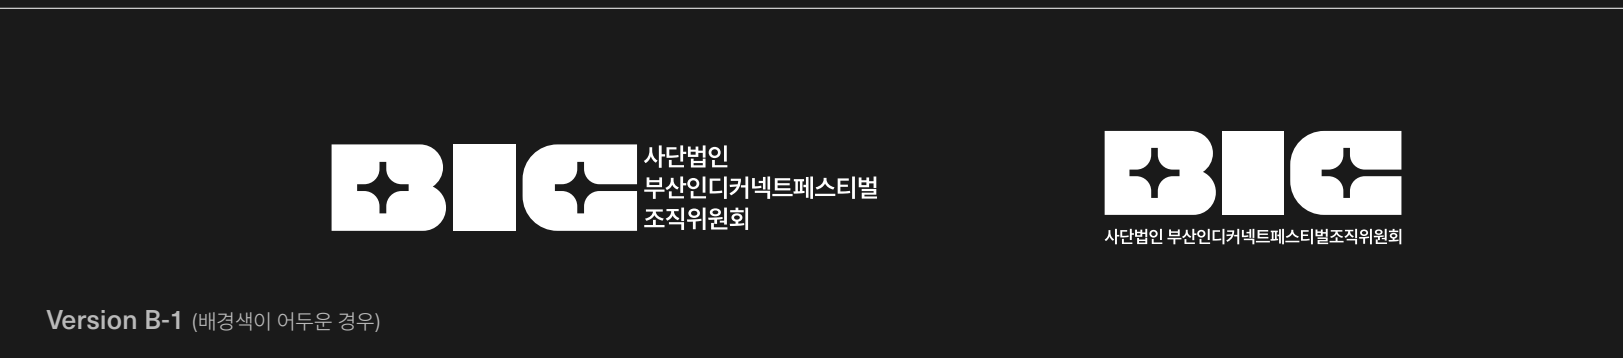 BIC
사단법인
부산인디커넥트페스티벌
조직위원회
BIC
사단법인 부산인디커넥트페스티벌조직위원회
Version B-1 (배경색이 어두운 경우)